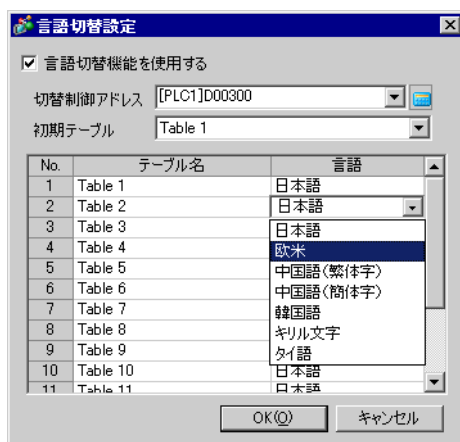 言語切替設定
言語切替機能を使用する
切替制御アドレス [PLC1]D00300
初期テーブル Table 1
No. テーブル名 言語
1 Table 1 日本語
2 Table 2 日本語
3 Table 3 日本語
4 Table 4 欧米
5 Table 5 中国語(繁体字)
6 Table 6 中国語(簡体字)
7 Table 7 韓国語
8 Table 8 キリル文字
9 Table 9 タイ語
10 Table 10 日本語
11 Table 11 日本語
OK(O) キャンセル